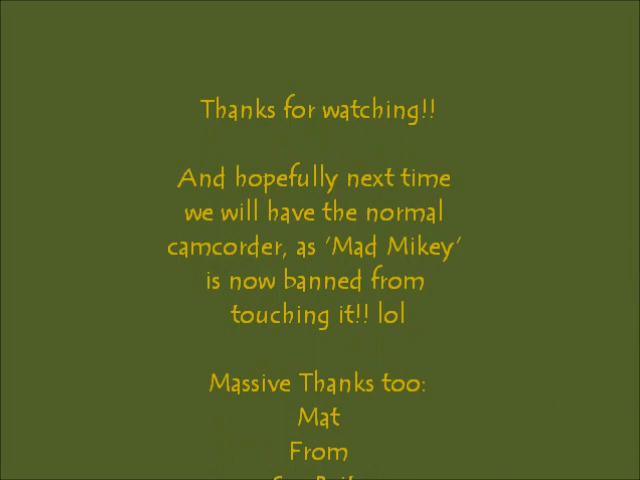 Thanks for watching!!
And hopefully next time
we will have the normal
camcorder, as 'Mad Mikey'
is now banned from
touching it!! lol
Massive Thanks too:
Mat
From